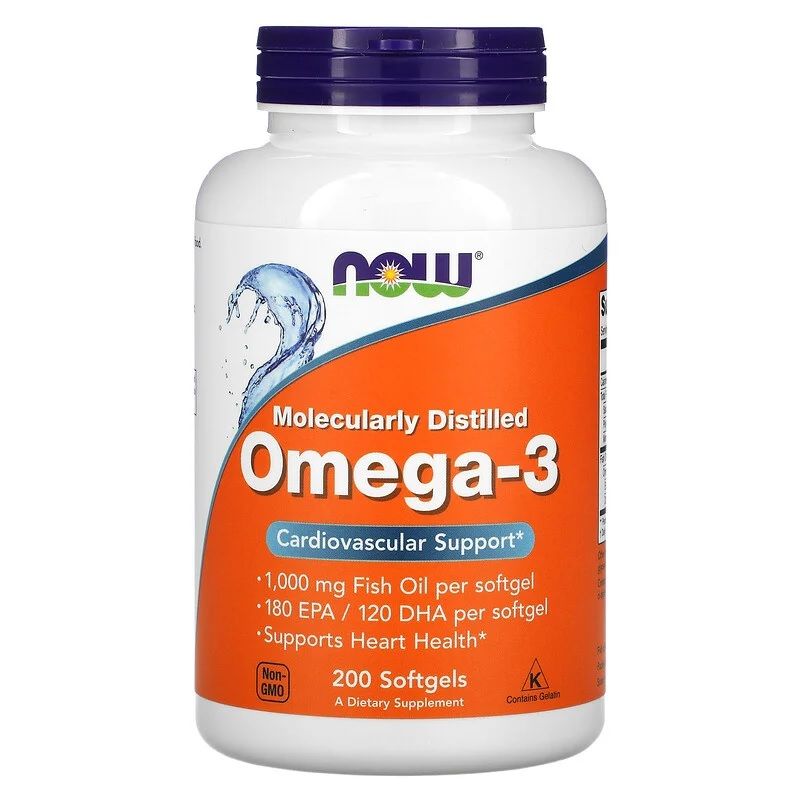 NOW®
Molecularly Distilled
Omega-3
Cardiovascular Support*
•1,000 mg Fish Oil per softgel
•180 EPA / 120 DHA per softgel
•Supports Heart Health*
Non-
GMO
200 Softgels
A Dietary Supplement
K
Contains Gelatin